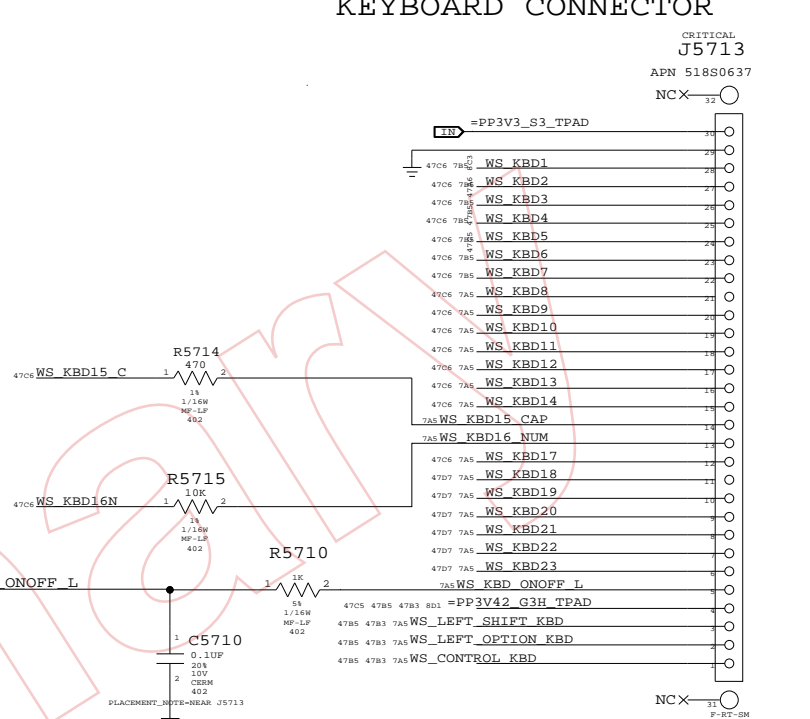 KEYBOARD CONNECTOR
CRITICAL
J5713
APN 518S0637
NC 32
IN =PP3V3_S3_TPAD 30
29
47C6 7B5 WS_KBD1 28
WS_KBD2 27
47C6 7B5 WS_KBD3 26
47C6 7B5 WS_KBD4 25
47C6 7B5 WS_KBD5 24
47C6 7B5 WS_KBD6 23
47C6 7B5 WS_KBD7 22
47C6 7A5 WS_KBD8 21
47C6 7A5 WS_KBD9 20
47C6 7A5 WS_KBD10 19
47C6 7A5 WS_KBD11 18
47C6 7A5 WS_KBD12 17
47C6 7A5 WS_KBD13 16
47C6 7A5 WS_KBD14 15
7A5 WS_KBD15_CAP 14
7A5 WS_KBD16_NUM 13
47C6 7A5 WS_KBD17 12
47D7 7A5 WS_KBD18 11
47D7 7A5 WS_KBD19 10
47D7 7A5 WS_KBD20 9
47D7 7A5 WS_KBD21 8
47D7 7A5 WS_KBD22 7
47D7 7A5 WS_KBD23 6
7A5 WS_KBD_ONOFF_L 5
47C5 47B5 47B3 8D1 =PP3V42_G3H_TPAD 4
47B5 47B3 7A5 WS_LEFT_SHIFT_KBD 3
47B5 47B3 7A5 WS_LEFT_OPTION_KBD 2
47B5 47B3 7A5 WS_CONTROL_KBD 1
NC 31
F-RT-SM
R5714
470
47C6 WS_KBD15_C 1 2
1%
1/16W
MF-LF
402
R5715
10K
47C6 WS_KBD16N 1 2
1%
1/16W
MF-LF
402
R5710
1K
ONOFF_L 1 2
5%
1/16W
MF-LF
402
1
C5710
0.1UF
20%
10V
CERM
402
2
PLACEMENT_NOTE=NEAR J5713
nary